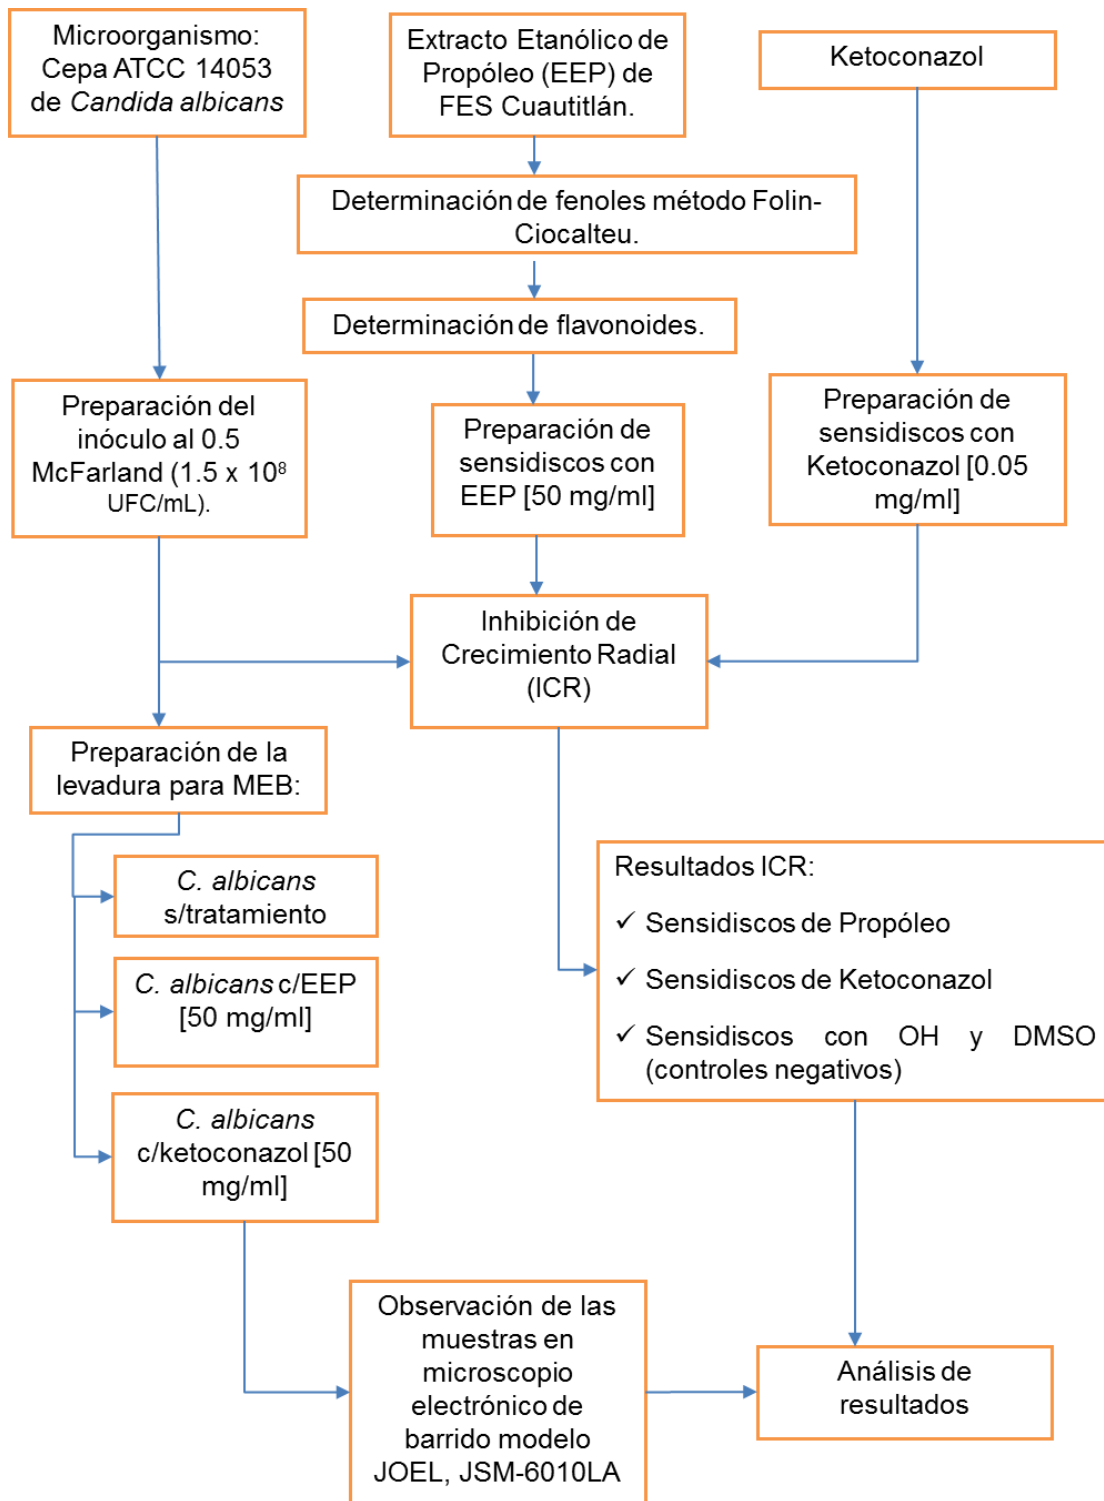 Microorganismo:
Cepa ATCC 14053
de Candida albicans
Extracto Etanólico de
Propóleo (EEP) de
FES Cuautitlán.
Ketoconazol
Determinación de fenoles método Folin-
Ciocalteu.
Determinación de flavonoides.
Preparación del
inóculo al 0.5
McFarland (1.5 x 10⁸
UFC/mL).
Preparación de
sensidiscos con
EEP [50 mg/ml]
Preparación de
sensidiscos con
Ketoconazol [0.05
mg/ml]
Inhibición de
Crecimiento Radial
(ICR)
Preparación de la
levadura para MEB:
C. albicans
s/tratamiento
C. albicans c/EEP
[50 mg/ml]
C. albicans
c/ketoconazol [50
mg/ml]
Resultados ICR:
✓ Sensidiscos de Propóleo
✓ Sensidiscos de Ketoconazol
✓ Sensidiscos con OH y DMSO
(controles negativos)
Observación de las
muestras en
microscopio
electrónico de
barrido modelo
JOEL, JSM-6010LA
Análisis de
resultados